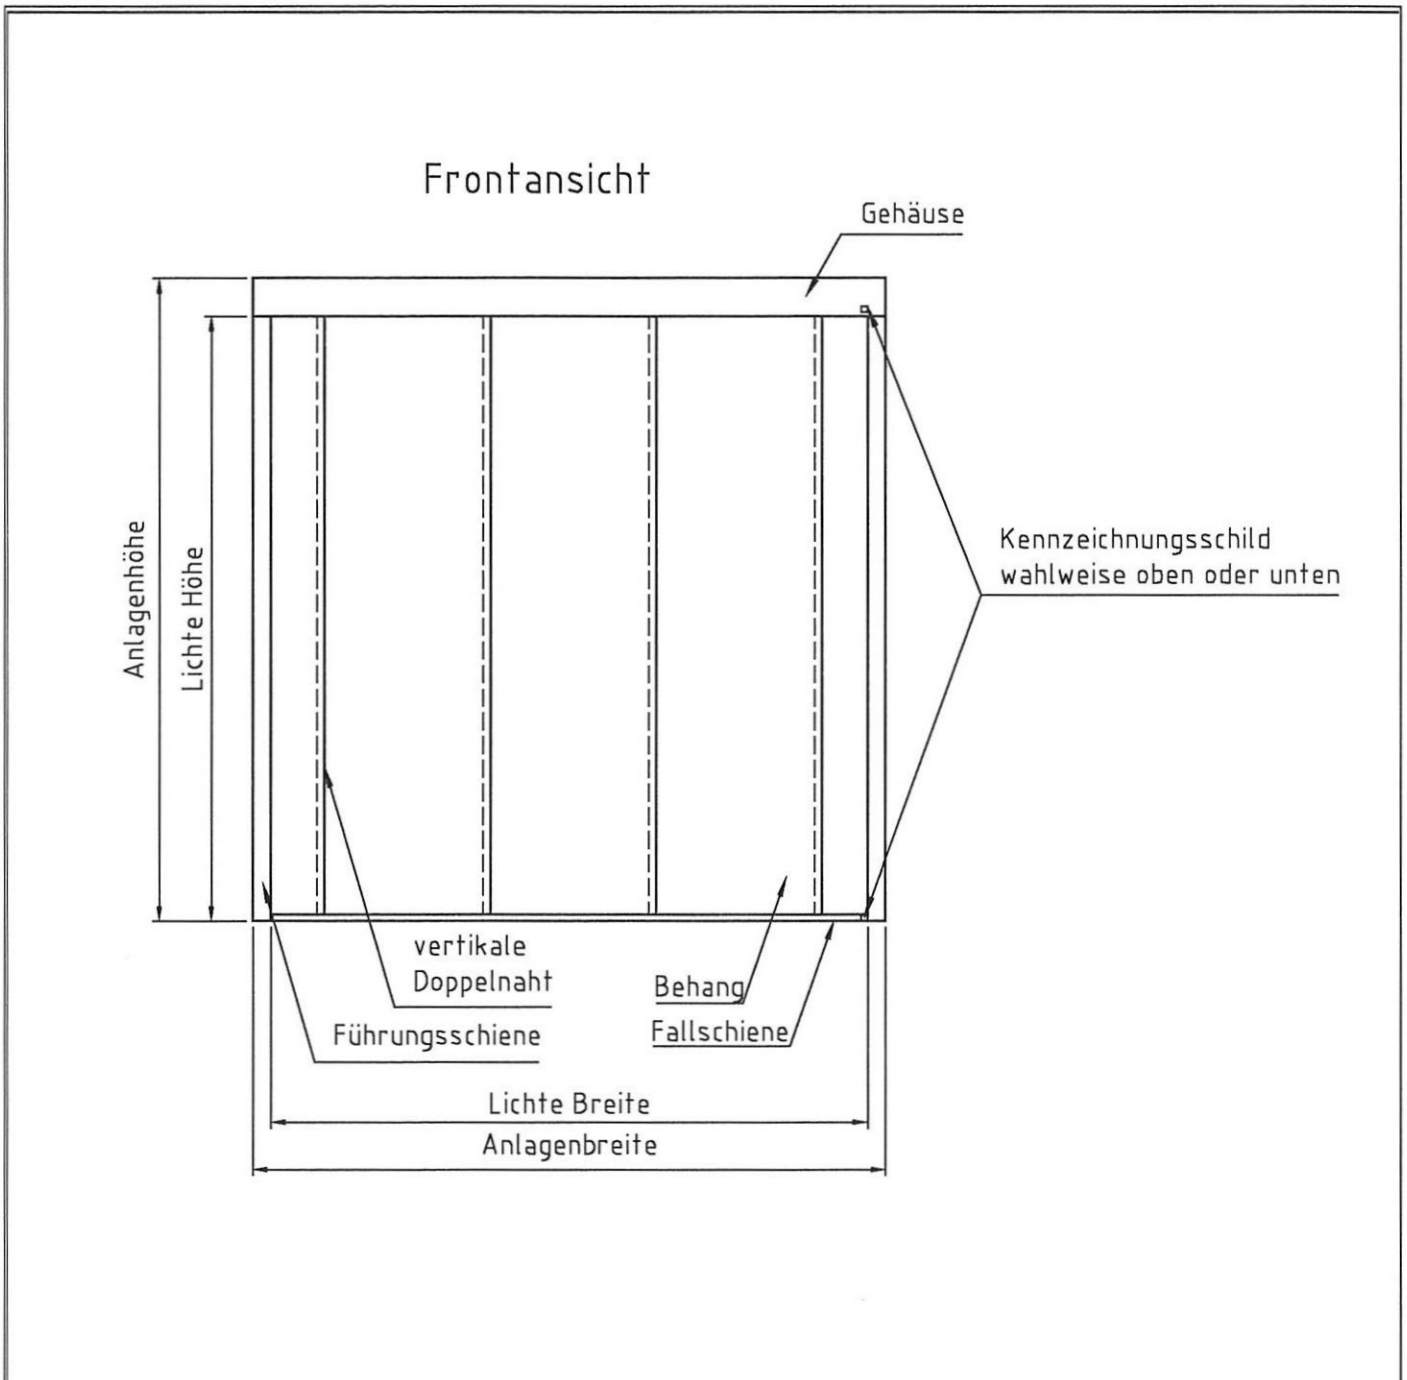 Frontansicht
Gehäuse
Kennzeichnungsschild
wahlweise oben oder unten
Anlagenhöhe
Lichte Höhe
vertikale
Doppelnaht
Behang
Führungsschiene
Fallschiene
Lichte Breite
Anlagenbreite